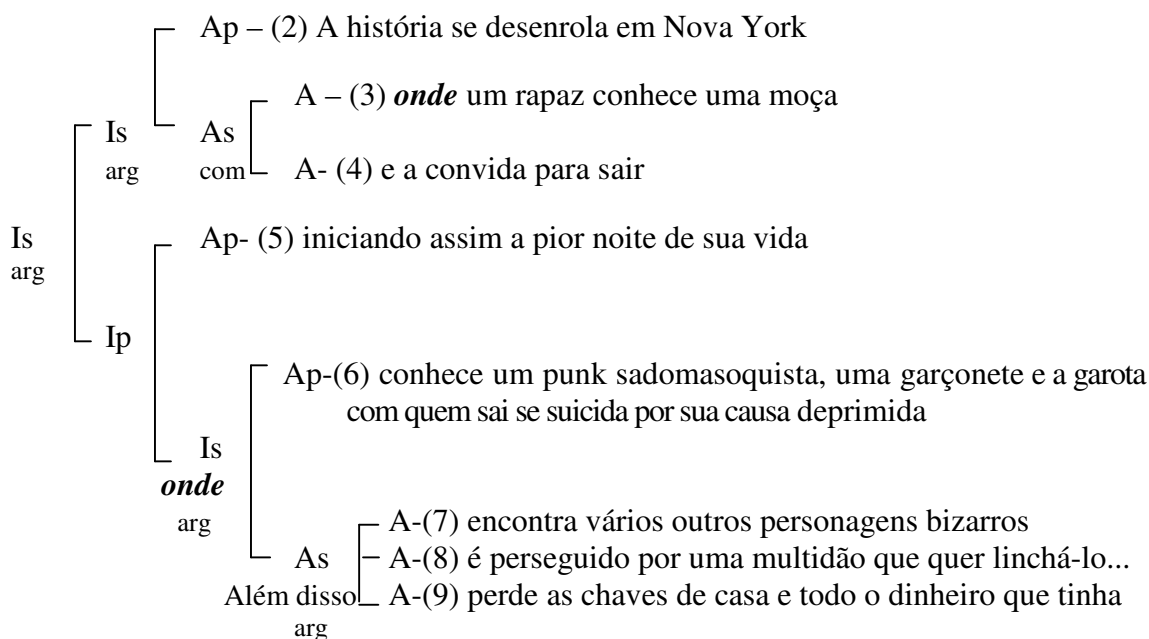 Ap – (2) A história se desenrola em Nova York
A – (3) onde um rapaz conhece uma moça
Is
As
arg
com
A- (4) e a convida para sair
Is
arg
Ap- (5) iniciando assim a pior noite de sua vida
Ip
Ap-(6) conhece um punk sadomasoquista, uma garçonete e a garota
com quem sai se suicida por sua causa deprimida
Is
onde
arg
A-(7) encontra vários outros personagens bizarros
As
A-(8) é perseguido por uma multidão que quer linchá-lo...
Além disso
A-(9) perde as chaves de casa e todo o dinheiro que tinha
arg